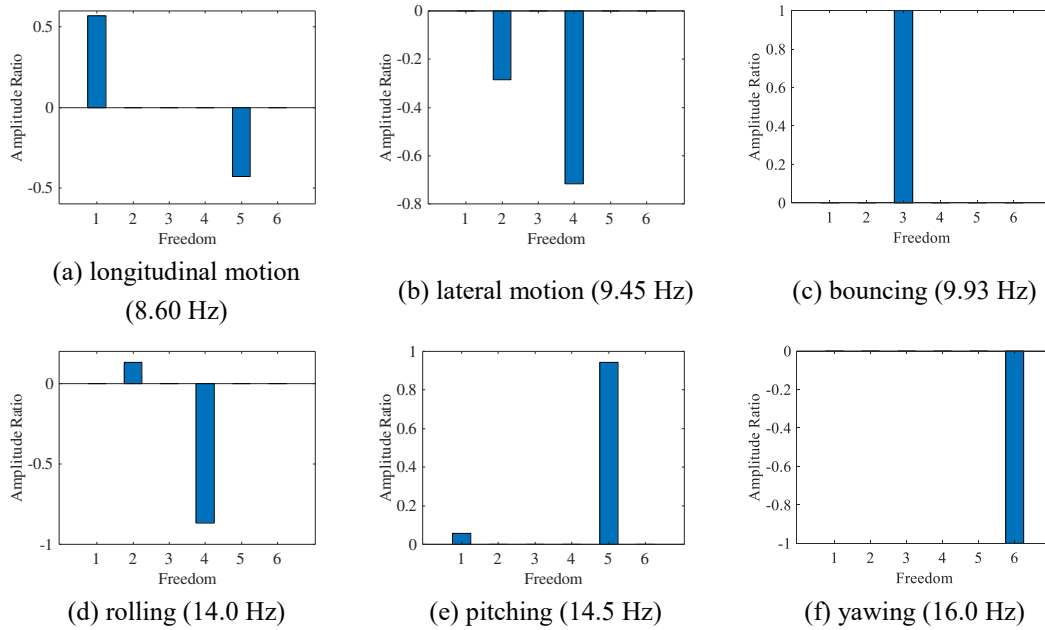 0.5
0
-0.5
Amplitude Ratio
1 2 3 4 5 6
Freedom
(a) longitudinal motion
(8.60 Hz)
0
-0.2
-0.4
-0.6
-0.8
Amplitude Ratio
1 2 3 4 5 6
Freedom
(b) lateral motion (9.45 Hz)
1
0.8
0.6
0.4
0.2
0
Amplitude Ratio
1 2 3 4 5 6
Freedom
(c) bouncing (9.93 Hz)
0
-0.5
-1
Amplitude Ratio
1 2 3 4 5 6
Freedom
(d) rolling (14.0 Hz)
1
0.8
0.6
0.4
0.2
0
Amplitude Ratio
1 2 3 4 5 6
Freedom
(e) pitching (14.5 Hz)
0
-0.2
-0.4
-0.6
-0.8
-1
Amplitude Ratio
1 2 3 4 5 6
Freedom
(f) yawing (16.0 Hz)